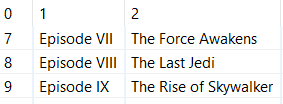 0 1 2
7 Episode VII The Force Awakens
8 Episode VIII The Last Jedi
9 Episode IX The Rise of Skywalker